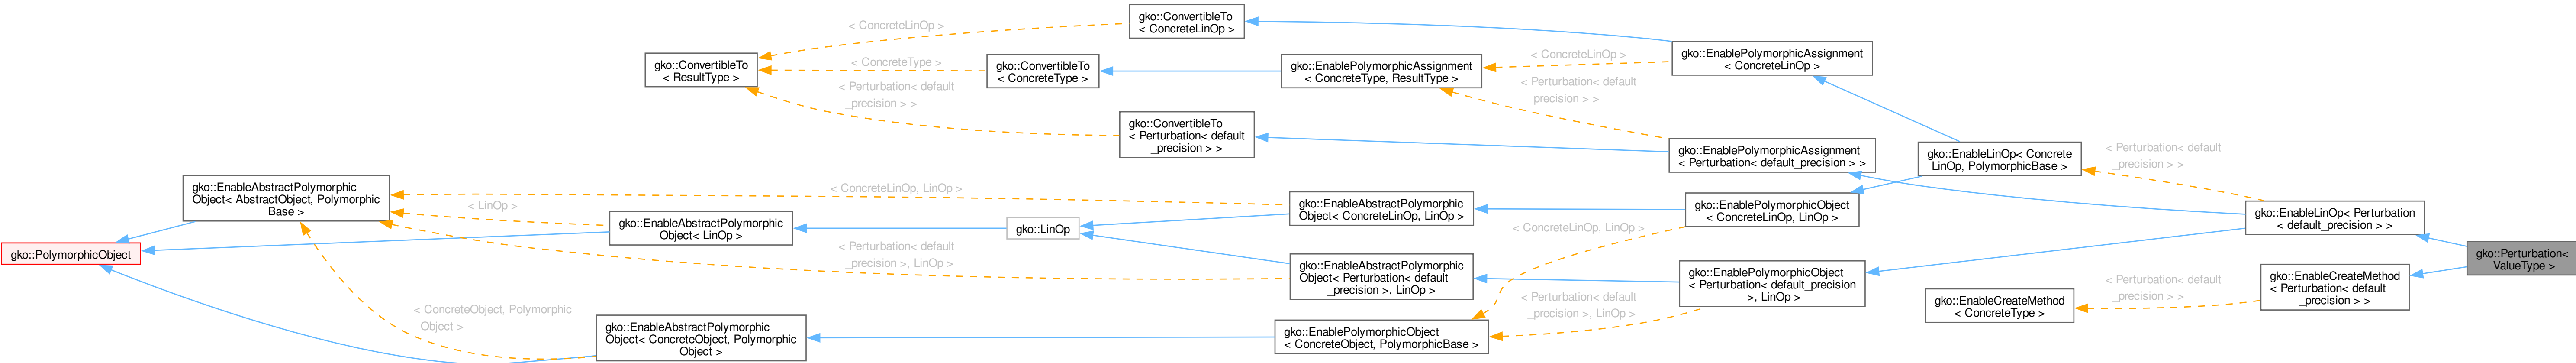 gko::ConvertibleTo
< ConcreteLinOp >
< ConcreteLinOp >
gko::ConvertibleTo
< ResultType >
< ConcreteType >
gko::ConvertibleTo
< ConcreteType >
gko::EnablePolymorphicAssignment
< ConcreteType, ResultType >
< ConcreteLinOp >
gko::EnablePolymorphicAssignment
< ConcreteLinOp >
< Perturbation< default
_precision > >
< Perturbation< default
_precision > >
gko::ConvertibleTo
< Perturbation< default
_precision > >
gko::EnablePolymorphicAssignment
< Perturbation< default_precision > >
gko::EnableLinOp< Concrete
LinOp, PolymorphicBase >
< Perturbation< default
_precision > >
gko::EnableAbstractPolymorphic
Object< AbstractObject, Polymorphic
Base >
< ConcreteLinOp, LinOp >
< LinOp >
gko::EnableAbstractPolymorphic
Object< LinOp >
gko::LinOp
gko::EnableAbstractPolymorphic
Object< ConcreteLinOp, LinOp >
gko::EnablePolymorphicObject
< ConcreteLinOp, LinOp >
gko::EnableLinOp< Perturbation
< default_precision > >
gko::PolymorphicObject
< Perturbation< default
_precision >, LinOp >
< ConcreteLinOp, LinOp >
gko::EnableAbstractPolymorphic
Object< Perturbation< default
_precision >, LinOp >
gko::EnablePolymorphicObject
< Perturbation< default_precision
>, LinOp >
gko::Perturbation<
ValueType >
< Perturbation< default
_precision > >
gko::EnableCreateMethod
< Perturbation< default
_precision > >
gko::EnableCreateMethod
< ConcreteType >
< ConcreteObject, Polymorphic
Object >
< Perturbation< default
_precision >, LinOp >
gko::EnableAbstractPolymorphic
Object< ConcreteObject, Polymorphic
Object >
gko::EnablePolymorphicObject
< ConcreteObject, PolymorphicBase >